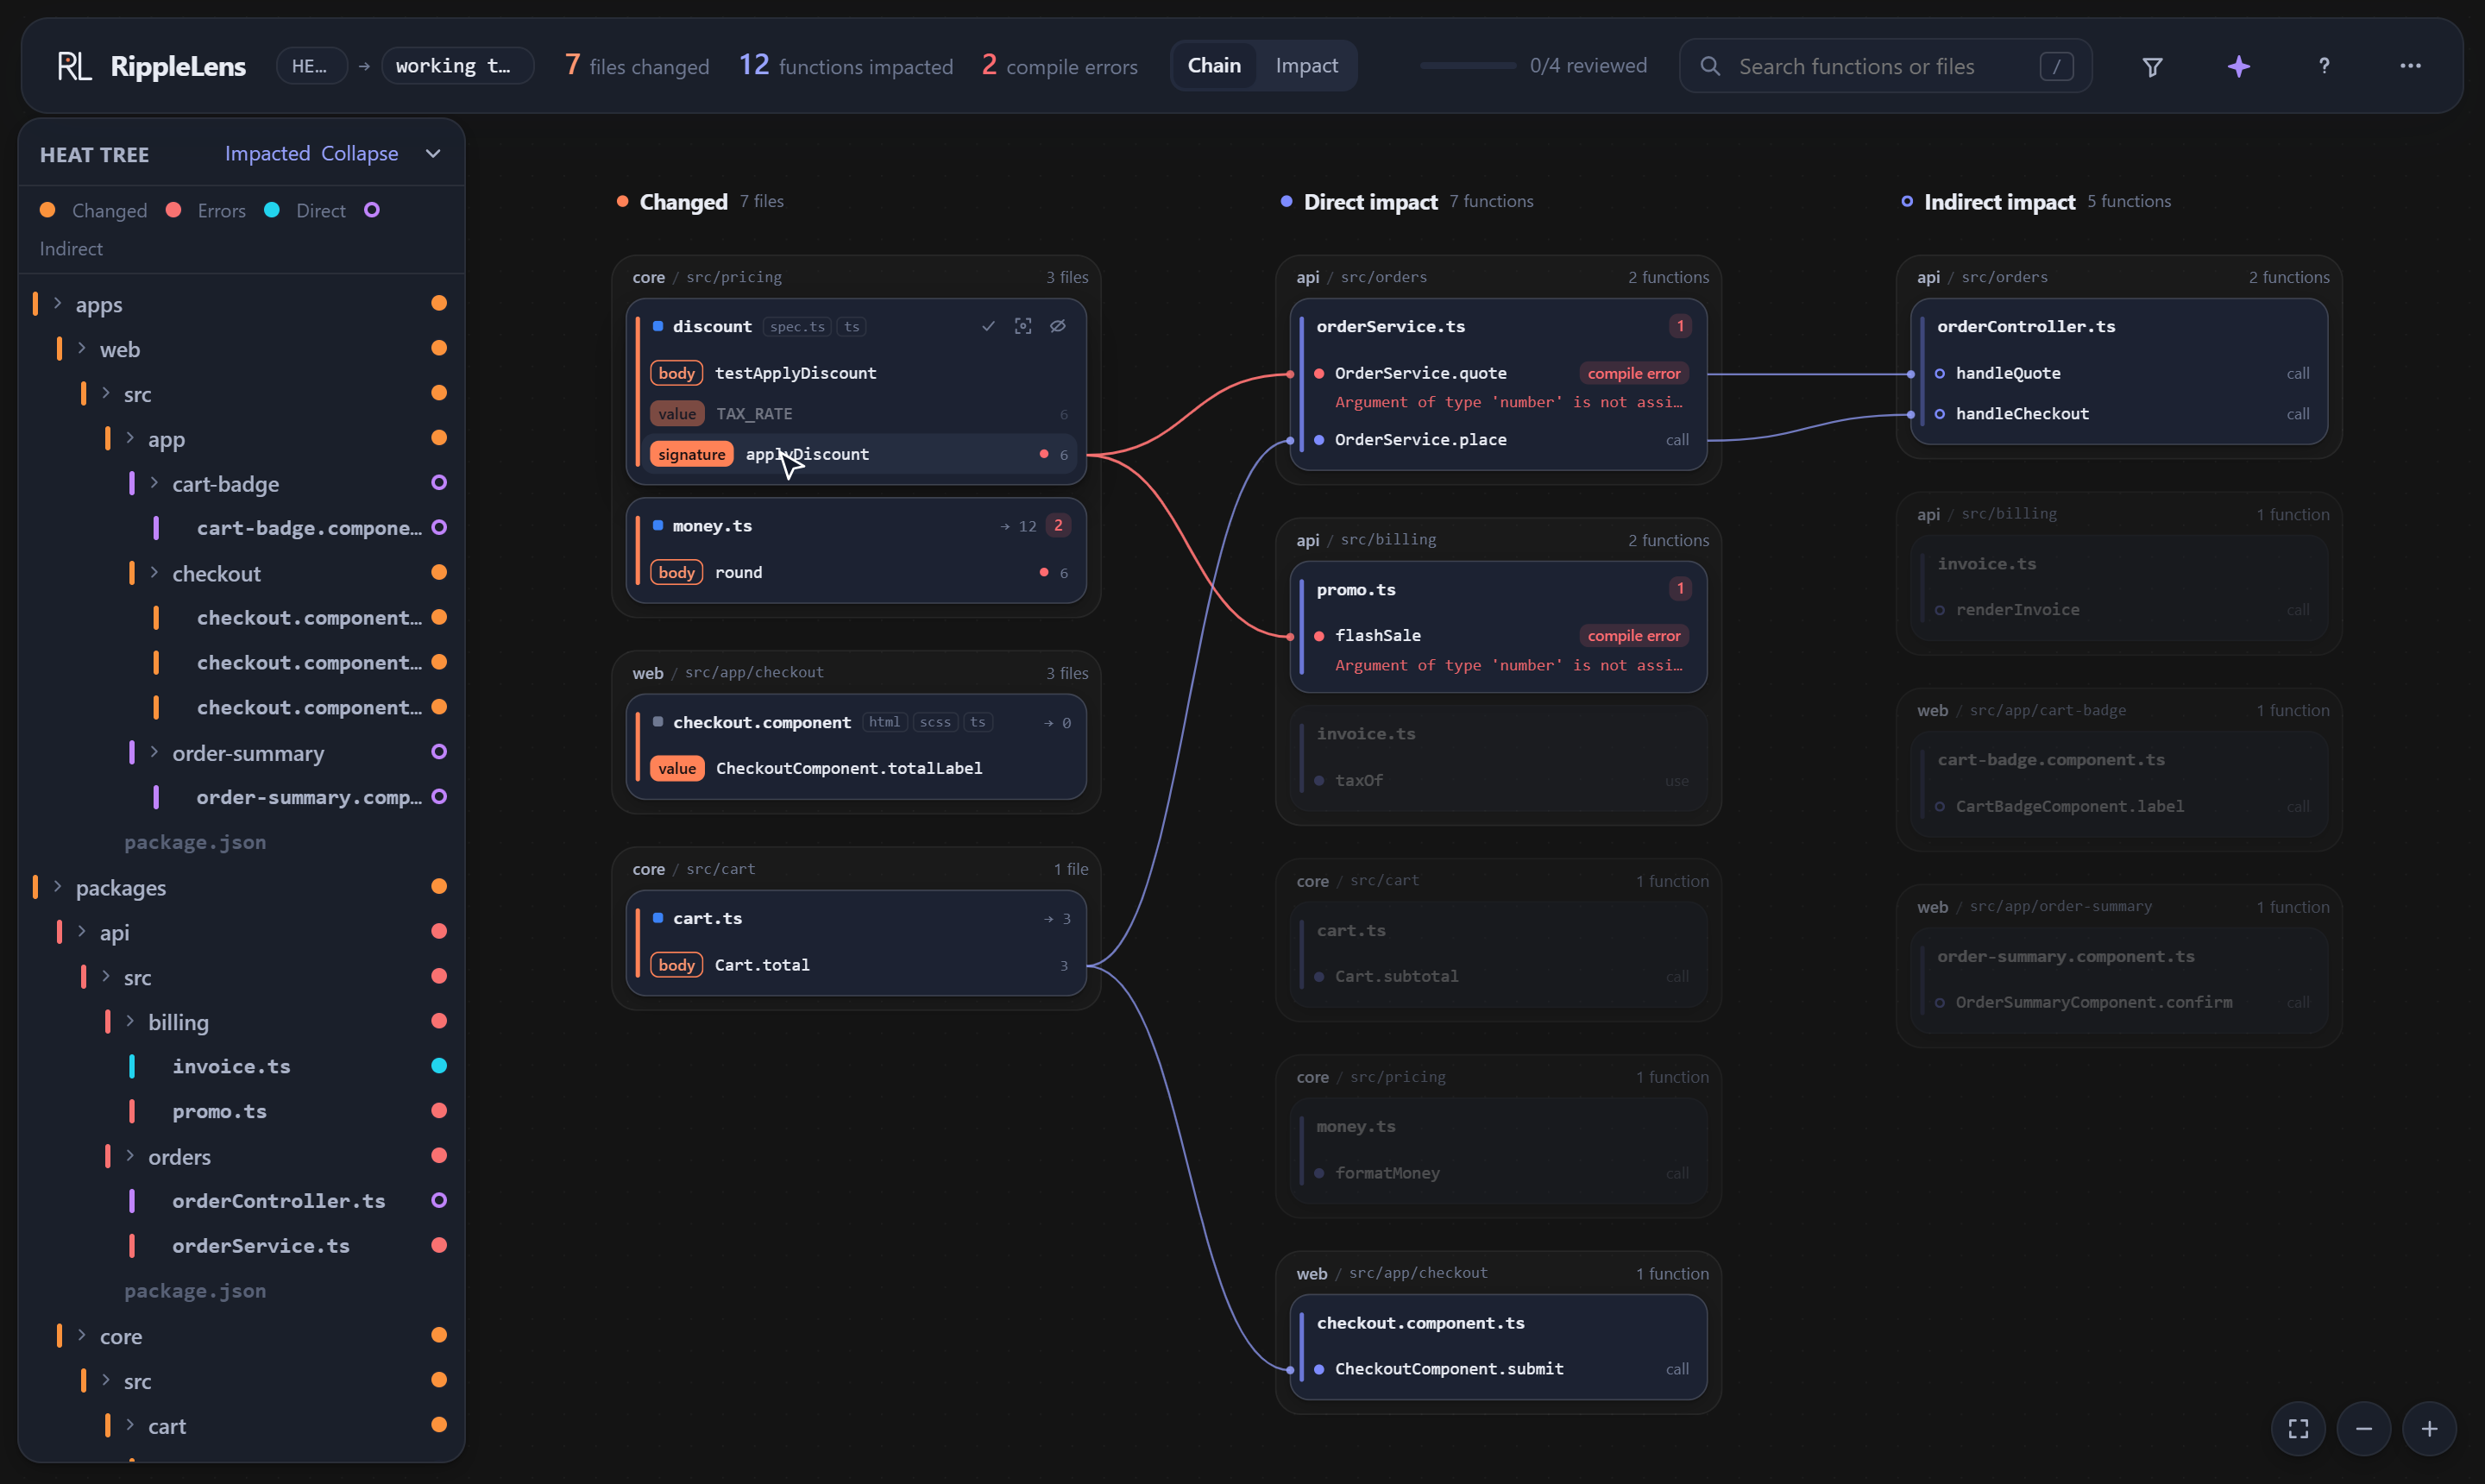 RL RippleLens HE… → working t… 7 files changed 12 functions impacted 2 compile errors Chain Impact 0/4 reviewed Search functions or files / ? ...
HEAT TREE Impacted Collapse
Changed Errors Direct
Indirect
apps
web
src
app
cart-badge
cart-badge.compone…
checkout
checkout.component…
checkout.component…
checkout.component…
order-summary
order-summary.comp…
package.json
packages
api
src
billing
invoice.ts
promo.ts
orders
orderController.ts
orderService.ts
package.json
core
src
cart
Changed 7 files
core / src/pricing 3 files
discount spec.ts ts
body testApplyDiscount
value TAX_RATE 6
signature applyDiscount 6
money.ts → 12 2
body round 6
web / src/app/checkout 3 files
checkout.component html scss ts → 0
value CheckoutComponent.totalLabel
core / src/cart 1 file
cart.ts → 3
body Cart.total 3
Direct impact 7 functions
api / src/orders 2 functions
orderService.ts 1
OrderService.quote compile error
Argument of type 'number' is not assi…
OrderService.place call
api / src/billing 2 functions
promo.ts 1
flashSale compile error
Argument of type 'number' is not assi…
invoice.ts
taxOf use
core / src/cart 1 function
cart.ts
Cart.subtotal call
core / src/pricing 1 function
money.ts
formatMoney call
web / src/app/checkout 1 function
checkout.component.ts
CheckoutComponent.submit call
Indirect impact 5 functions
api / src/orders 2 functions
orderController.ts
handleQuote call
handleCheckout call
api / src/billing 1 function
invoice.ts
renderInvoice call
web / src/app/cart-badge 1 function
cart-badge.component.ts
CartBadgeComponent.label call
web / src/app/order-summary 1 function
order-summary.component.ts
OrderSummaryComponent.confirm call